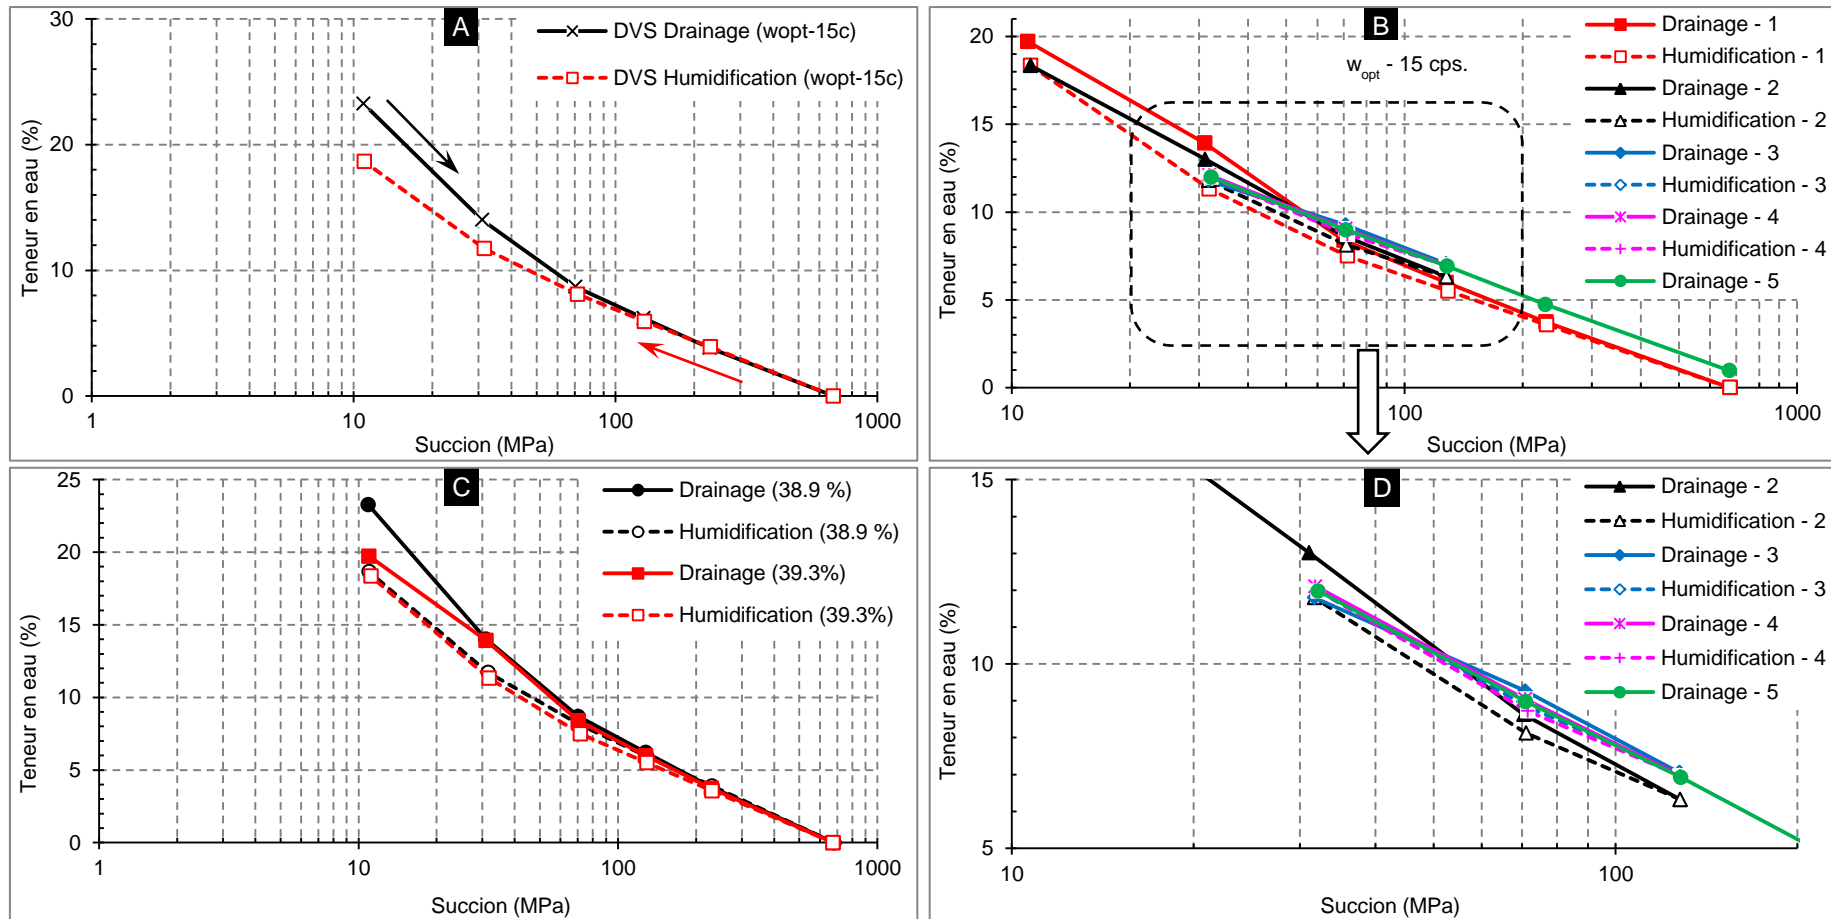 A
DVS Drainage (wopt-15c)
DVS Humidification (wopt-15c)
30
20
10
0
1
10
100
1000
Teneur en eau (%)
Succion (MPa)
B
w_opt - 15 cps.
Drainage - 1
Humidification - 1
Drainage - 2
Humidification - 2
Drainage - 3
Humidification - 3
Drainage - 4
Humidification - 4
Drainage - 5
20
15
10
5
0
10
100
1000
Teneur en eau (%)
Succion (MPa)
C
Drainage (38.9 %)
Humidification (38.9 %)
Drainage (39.3%)
Humidification (39.3%)
25
20
15
10
5
0
1
10
100
1000
Teneur en eau (%)
Succion (MPa)
D
Drainage - 2
Humidification - 2
Drainage - 3
Humidification - 3
Drainage - 4
Humidification - 4
Drainage - 5
15
10
5
10
100
Teneur en eau (%)
Succion (MPa)